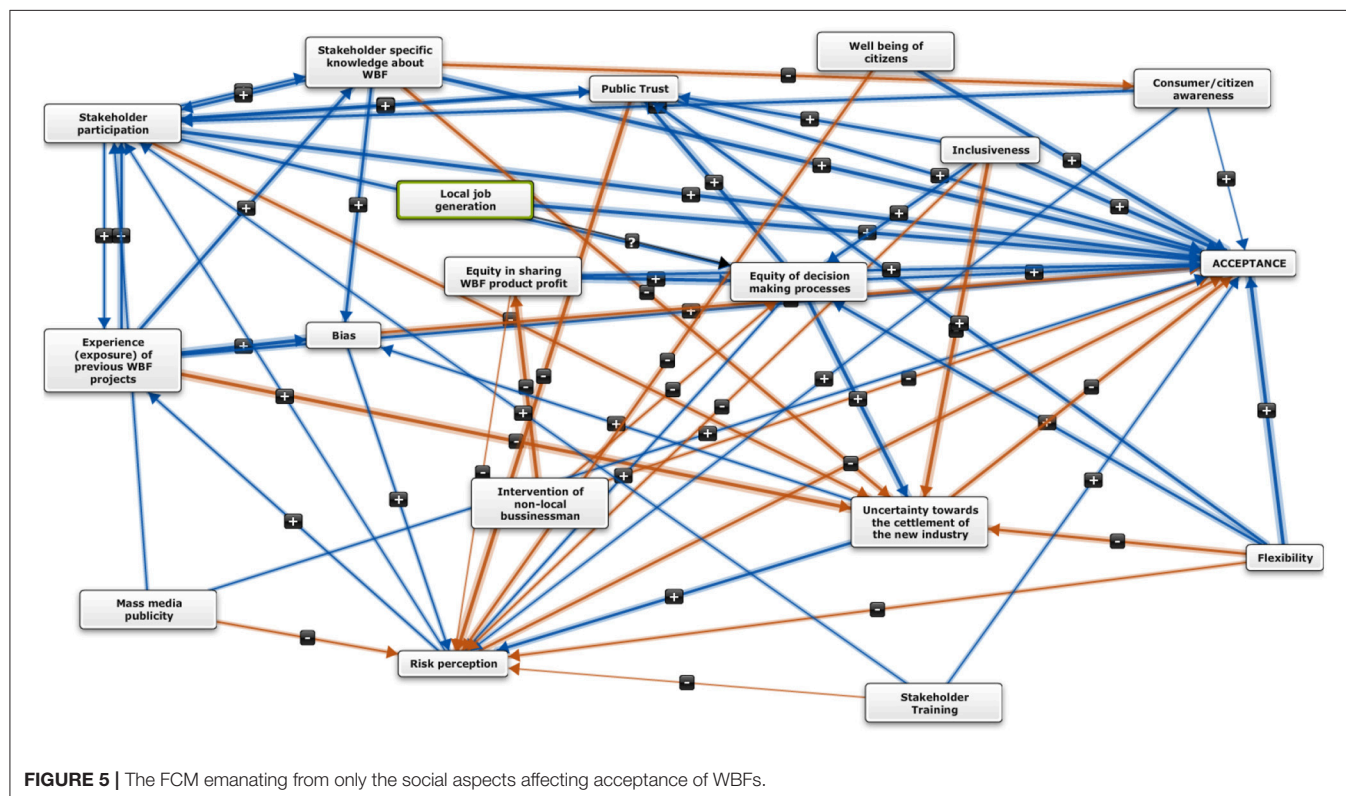 Stakeholder specific
knowledge about
WBF
Well being of
citizens
Public Trust
Consumer/citizen
awareness
Stakeholder
participation
Inclusiveness
Local job
generation
?
ACCEPTANCE
Equity in sharing
WBF product profit
Equity of decision
making processes
Experience
(exposure) of
previous WBF
projects
Bias
Intervention of
non-local
bussinessman
Uncertainty towards
the cettlement of
the new industry
Flexibility
Mass media
publicity
Risk perception
Stakeholder
Training
FIGURE 5 | The FCM emanating from only the social aspects affecting acceptance of WBFs.